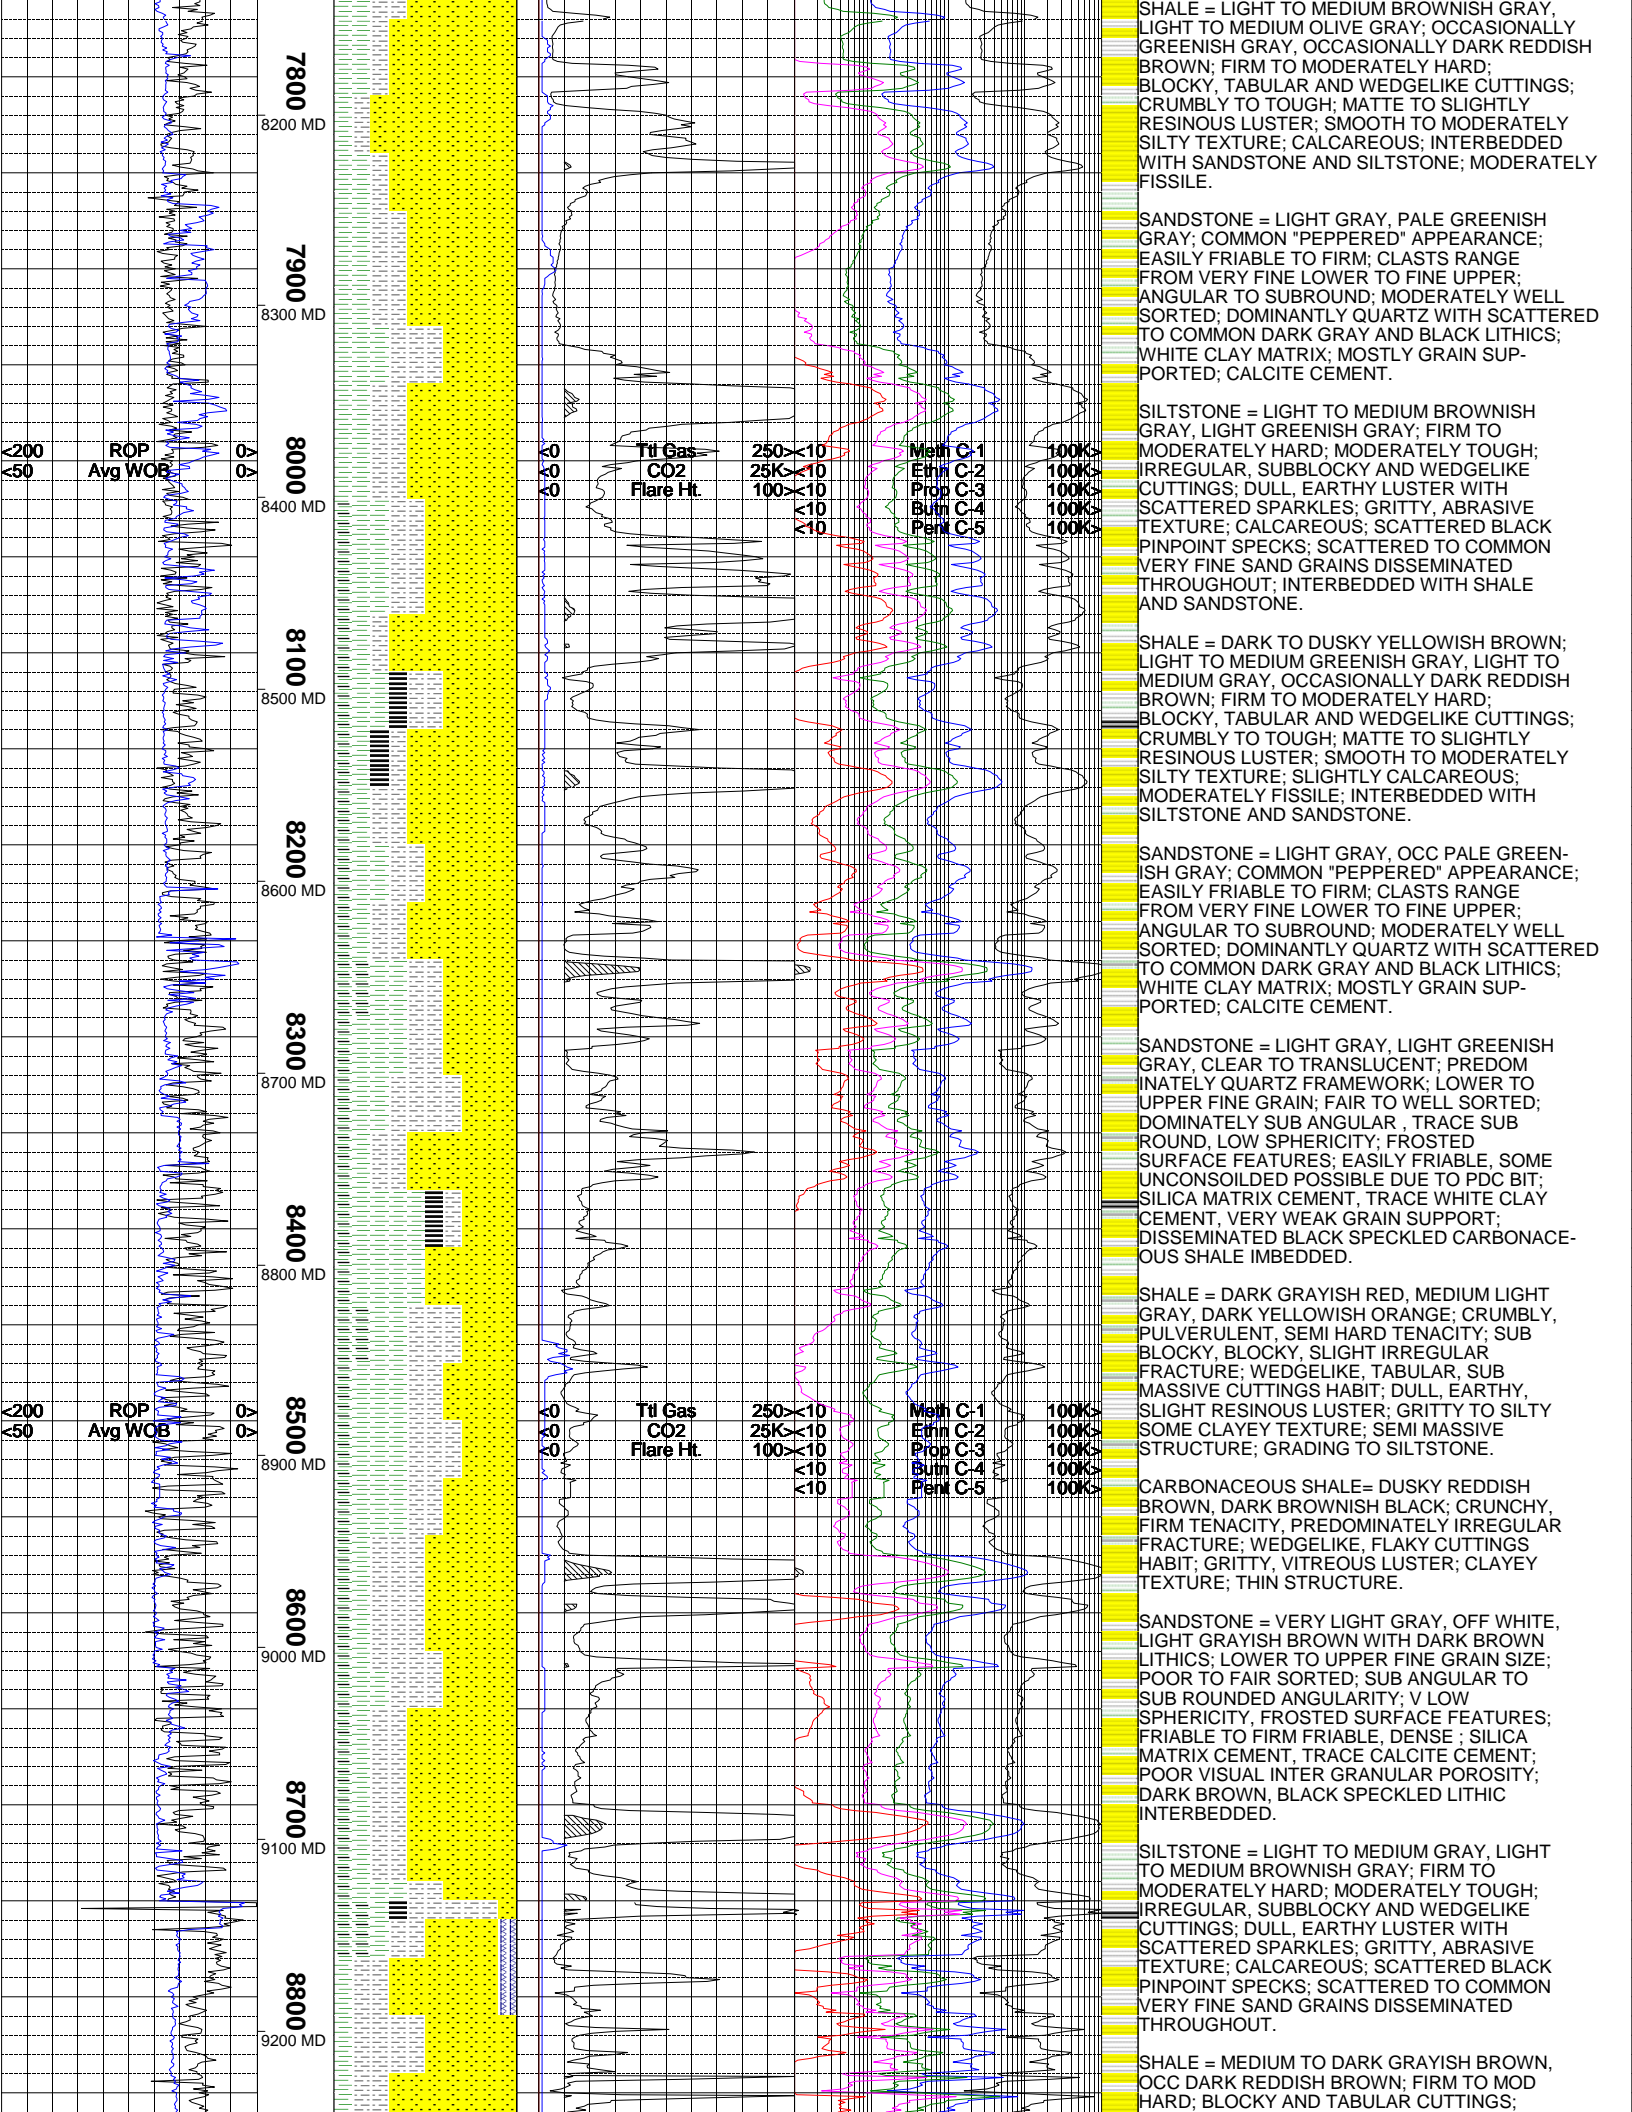 7800
8200 MD
7900
8300 MD
<200 ROP 0>
<50 Avg WOB 0>
8000
8400 MD
<0 Ttl Gas 250>
<0 CO2 25K>
<0 Flare Ht. 100>
<10 Meth C-1 100K>
<10 Ethn C-2 100K>
<10 Prop C-3 100K>
<10 Butn C-4 100K>
<10 Pent C-5 100K>
8100
8500 MD
8200
8600 MD
8300
8700 MD
8400
8800 MD
<200 ROP 0>
<50 Avg WOB 0>
8500
8900 MD
<0 Ttl Gas 250>
<0 CO2 25K>
<0 Flare Ht. 100>
<10 Meth C-1 100K>
<10 Ethn C-2 100K>
<10 Prop C-3 100K>
<10 Butn C-4 100K>
<10 Pent C-5 100K>
8600
9000 MD
8700
9100 MD
8800
9200 MD
SHALE = LIGHT TO MEDIUM BROWNISH GRAY,
LIGHT TO MEDIUM OLIVE GRAY; OCCASIONALLY
GREENISH GRAY, OCCASIONALLY DARK REDDISH
BROWN; FIRM TO MODERATELY HARD;
BLOCKY, TABULAR AND WEDGELIKE CUTTINGS;
CRUMBLY TO TOUGH; MATTE TO SLIGHTLY
RESINOUS LUSTER; SMOOTH TO MODERATELY
SILTY TEXTURE; CALCAREOUS; INTERBEDDED
WITH SANDSTONE AND SILTSTONE; MODERATELY
FISSILE.
SANDSTONE = LIGHT GRAY, PALE GREENISH
GRAY; COMMON "PEPPERED" APPEARANCE;
EASILY FRIABLE TO FIRM; CLASTS RANGE
FROM VERY FINE LOWER TO FINE UPPER;
ANGULAR TO SUBROUND; MODERATELY WELL
SORTED; DOMINANTLY QUARTZ WITH SCATTERED
TO COMMON DARK GRAY AND BLACK LITHICS;
WHITE CLAY MATRIX; MOSTLY GRAIN SUP-
PORTED; CALCITE CEMENT.
SILTSTONE = LIGHT TO MEDIUM BROWNISH
GRAY, LIGHT GREENISH GRAY; FIRM TO
MODERATELY HARD; MODERATELY TOUGH;
IRREGULAR, SUBBLOCKY AND WEDGELIKE
CUTTINGS; DULL, EARTHY LUSTER WITH
SCATTERED SPARKLES; GRITTY, ABRASIVE
TEXTURE; CALCAREOUS; SCATTERED BLACK
PINPOINT SPECKS; SCATTERED TO COMMON
VERY FINE SAND GRAINS DISSEMINATED
THROUGHOUT; INTERBEDDED WITH SHALE
AND SANDSTONE.
SHALE = DARK TO DUSKY YELLOWISH BROWN;
LIGHT TO MEDIUM GREENISH GRAY, LIGHT TO
MEDIUM GRAY, OCCASIONALLY DARK REDDISH
BROWN; FIRM TO MODERATELY HARD;
BLOCKY, TABULAR AND WEDGELIKE CUTTINGS;
CRUMBLY TO TOUGH; MATTE TO SLIGHTLY
RESINOUS LUSTER; SMOOTH TO MODERATELY
SILTY TEXTURE; SLIGHTLY CALCAREOUS;
MODERATELY FISSILE; INTERBEDDED WITH
SILTSTONE AND SANDSTONE.
SANDSTONE = LIGHT GRAY, OCC PALE GREEN-
ISH GRAY; COMMON "PEPPERED" APPEARANCE;
EASILY FRIABLE TO FIRM; CLASTS RANGE
FROM VERY FINE LOWER TO FINE UPPER;
ANGULAR TO SUBROUND; MODERATELY WELL
SORTED; DOMINANTLY QUARTZ WITH SCATTERED
TO COMMON DARK GRAY AND BLACK LITHICS;
WHITE CLAY MATRIX; MOSTLY GRAIN SUP-
PORTED; CALCITE CEMENT.
SANDSTONE = LIGHT GRAY, LIGHT GREENISH
GRAY, CLEAR TO TRANSLUCENT; PREDOM
INATELY QUARTZ FRAMEWORK; LOWER TO
UPPER FINE GRAIN; FAIR TO WELL SORTED;
DOMINATELY SUB ANGULAR , TRACE SUB
ROUND, LOW SPHERICITY; FROSTED
SURFACE FEATURES; EASILY FRIABLE, SOME
UNCONSOILDED POSSIBLE DUE TO PDC BIT;
SILICA MATRIX CEMENT, TRACE WHITE CLAY
CEMENT, VERY WEAK GRAIN SUPPORT;
DISSEMINATED BLACK SPECKLED CARBONACE-
OUS SHALE IMBEDDED.
SHALE = DARK GRAYISH RED, MEDIUM LIGHT
GRAY, DARK YELLOWISH ORANGE; CRUMBLY,
PULVERULENT, SEMI HARD TENACITY; SUB
BLOCKY, BLOCKY, SLIGHT IRREGULAR
FRACTURE; WEDGELIKE, TABULAR, SUB
MASSIVE CUTTINGS HABIT; DULL, EARTHY,
SLIGHT RESINOUS LUSTER; GRITTY TO SILTY
SOME CLAYEY TEXTURE; SEMI MASSIVE
STRUCTURE; GRADING TO SILTSTONE.
CARBONACEOUS SHALE= DUSKY REDDISH
BROWN, DARK BROWNISH BLACK; CRUNCHY,
FIRM TENACITY, PREDOMINATELY IRREGULAR
FRACTURE; WEDGELIKE, FLAKY CUTTINGS
HABIT; GRITTY, VITREOUS LUSTER; CLAYEY
TEXTURE; THIN STRUCTURE.
SANDSTONE = VERY LIGHT GRAY, OFF WHITE,
LIGHT GRAYISH BROWN WITH DARK BROWN
LITHICS; LOWER TO UPPER FINE GRAIN SIZE;
POOR TO FAIR SORTED; SUB ANGULAR TO
SUB ROUNDED ANGULARITY; V LOW
SPHERICITY, FROSTED SURFACE FEATURES;
FRIABLE TO FIRM FRIABLE, DENSE ; SILICA
MATRIX CEMENT, TRACE CALCITE CEMENT;
POOR VISUAL INTER GRANULAR POROSITY;
DARK BROWN, BLACK SPECKLED LITHIC
INTERBEDDED.
SILTSTONE = LIGHT TO MEDIUM GRAY, LIGHT
TO MEDIUM BROWNISH GRAY; FIRM TO
MODERATELY HARD; MODERATELY TOUGH;
IRREGULAR, SUBBLOCKY AND WEDGELIKE
CUTTINGS; DULL, EARTHY LUSTER WITH
SCATTERED SPARKLES; GRITTY, ABRASIVE
TEXTURE; CALCAREOUS; SCATTERED BLACK
PINPOINT SPECKS; SCATTERED TO COMMON
VERY FINE SAND GRAINS DISSEMINATED
THROUGHOUT.
SHALE = MEDIUM TO DARK GRAYISH BROWN,
OCC DARK REDDISH BROWN; FIRM TO MOD
HARD; BLOCKY AND TABULAR CUTTINGS;